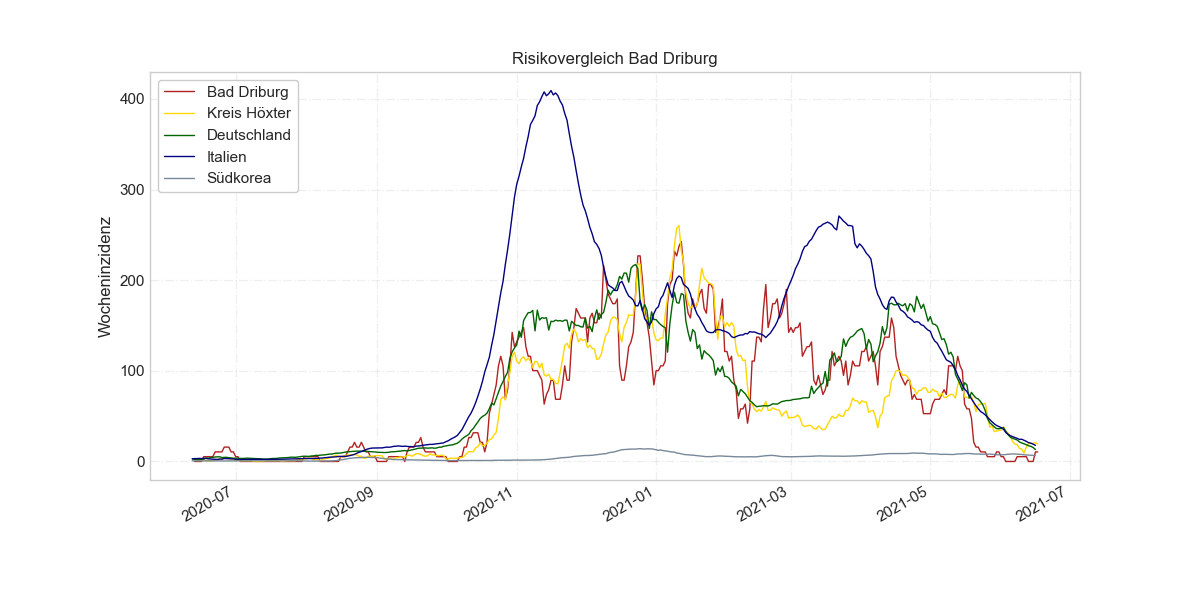 Risikovergleich Bad Driburg
Bad Driburg
Kreis Höxter
Deutschland
Italien
Südkorea
Wocheninzidenz
400
300
200
100
0
2020-07
2020-09
2020-11
2021-01
2021-03
2021-05
2021-07